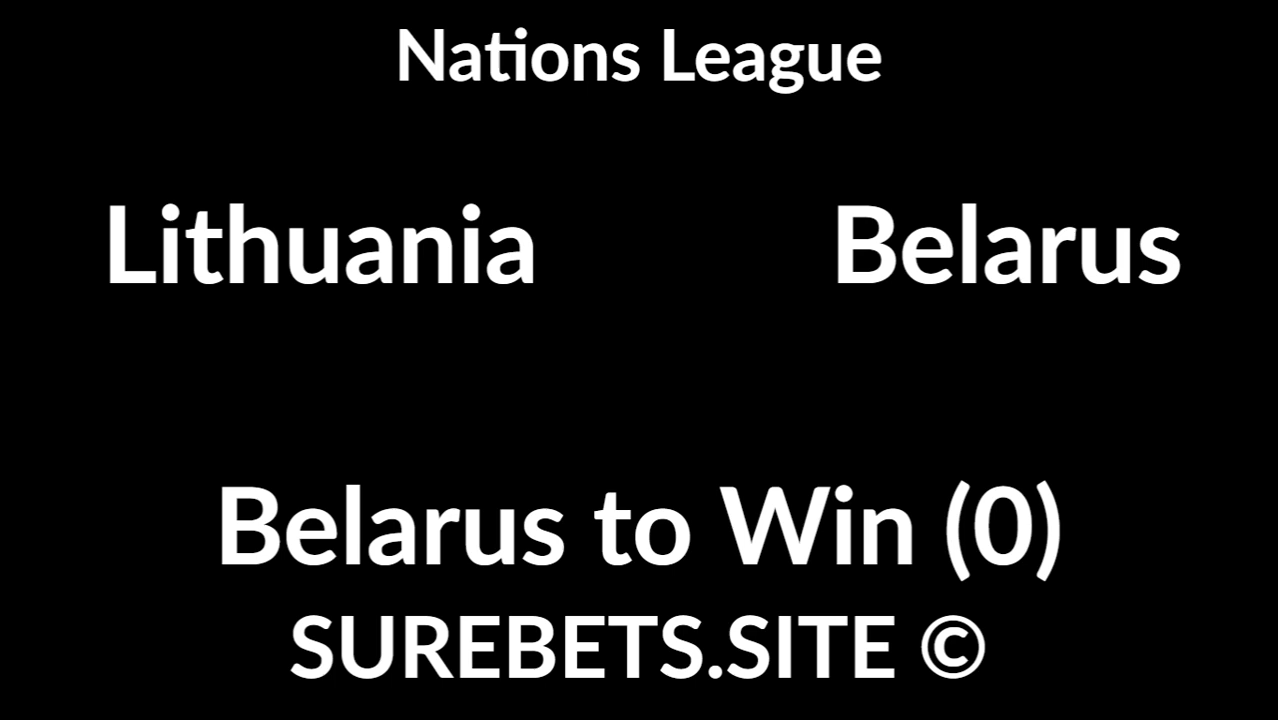 Nations League
Lithuania Belarus
Belarus to Win (0)
SUREBETS.SITE ©